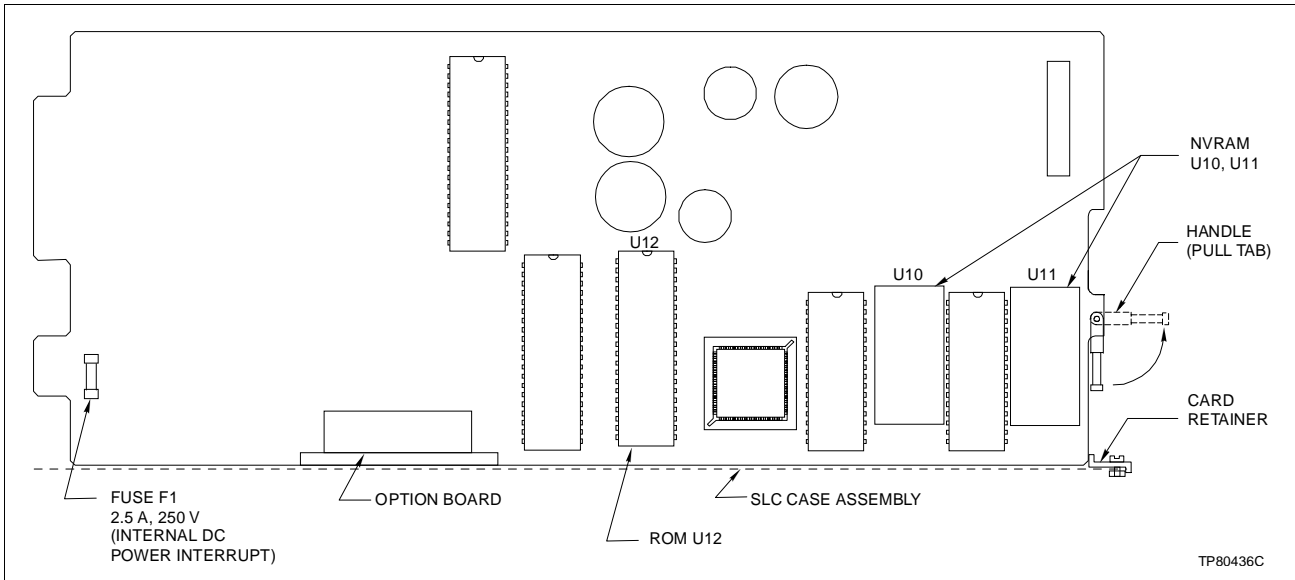 NVRAM
U10, U11
HANDLE
(PULL TAB)
U12
U10
U11
CARD
RETAINER
FUSE F1
2.5 A, 250 V
(INTERNAL DC
POWER INTERRUPT)
OPTION BOARD
SLC CASE ASSEMBLY
ROM U12
TP80436C